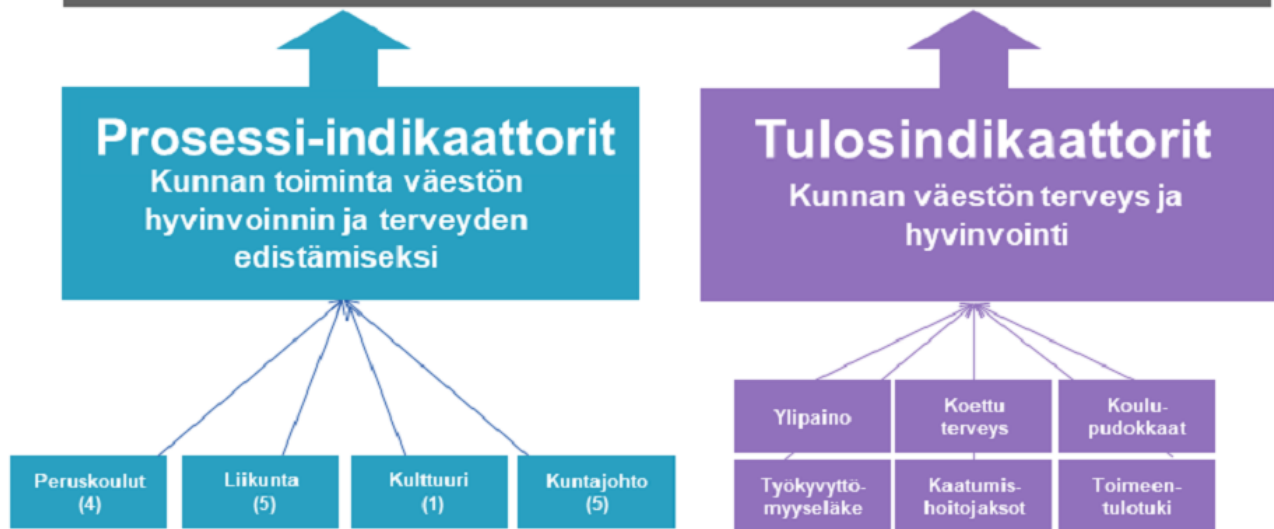 Prosessi-indikaattorit
Kunnan toiminta väestön
hyvinvoinnin ja terveyden
edistämiseksi
Tulosindikaattorit
Kunnan väestön terveys ja
hyvinvointi
Peruskoulut
(4)
Liikunta
(5)
Kulttuuri
(1)
Kuntajohto
(5)
Ylipaino
Koettu
terveys
Koulu-
pudokkaat
Työkyvyttö-
myyseläke
Kaatumis-
hoitojaksot
Toimeen-
tulotuki